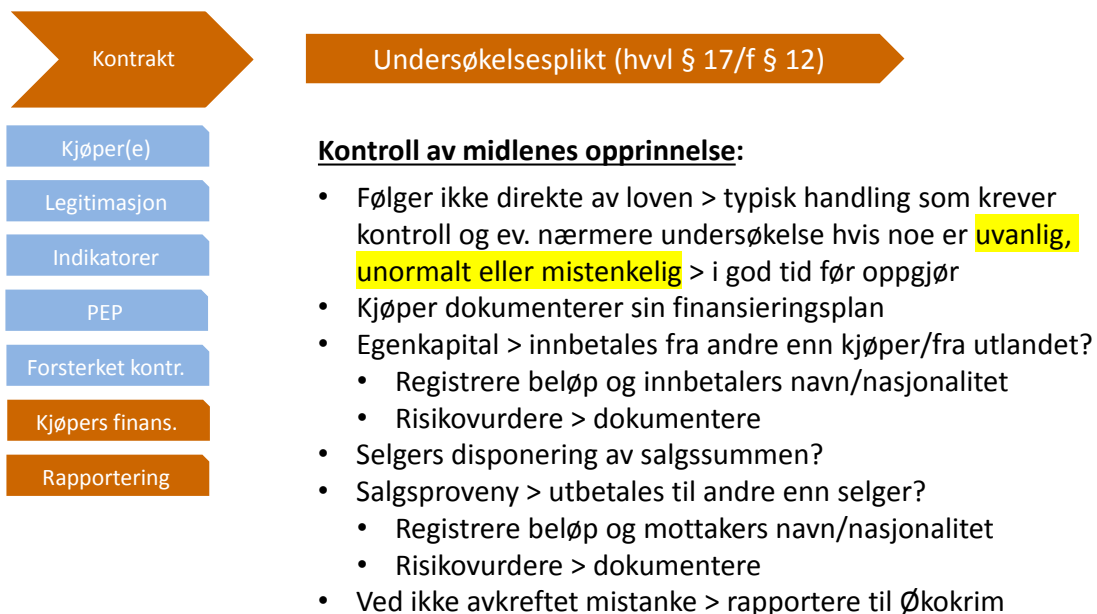 Kontrakt
Undersøkelsesplikt (hvvl § 17/f § 12)
Kjøper(e)
Legitimasjon
Indikatorer
PEP
Forsterket kontr.
Kjøpers finans.
Rapportering
Kontroll av midlenes opprinnelse:
• Følger ikke direkte av loven > typisk handling som krever
kontroll og ev. nærmere undersøkelse hvis noe er uvanlig,
unormalt eller mistenkelig > i god tid før oppgjør
• Kjøper dokumenterer sin finansieringsplan
• Egenkapital > innbetales fra andre enn kjøper/fra utlandet?
• Registrere beløp og innbetalers navn/nasjonalitet
• Risikovurdere > dokumentere
• Selgers disponering av salgssummen?
• Salgsproveny > utbetales til andre enn selger?
• Registrere beløp og mottakers navn/nasjonalitet
• Risikovurdere > dokumentere
• Ved ikke avkreftet mistanke > rapportere til Økokrim